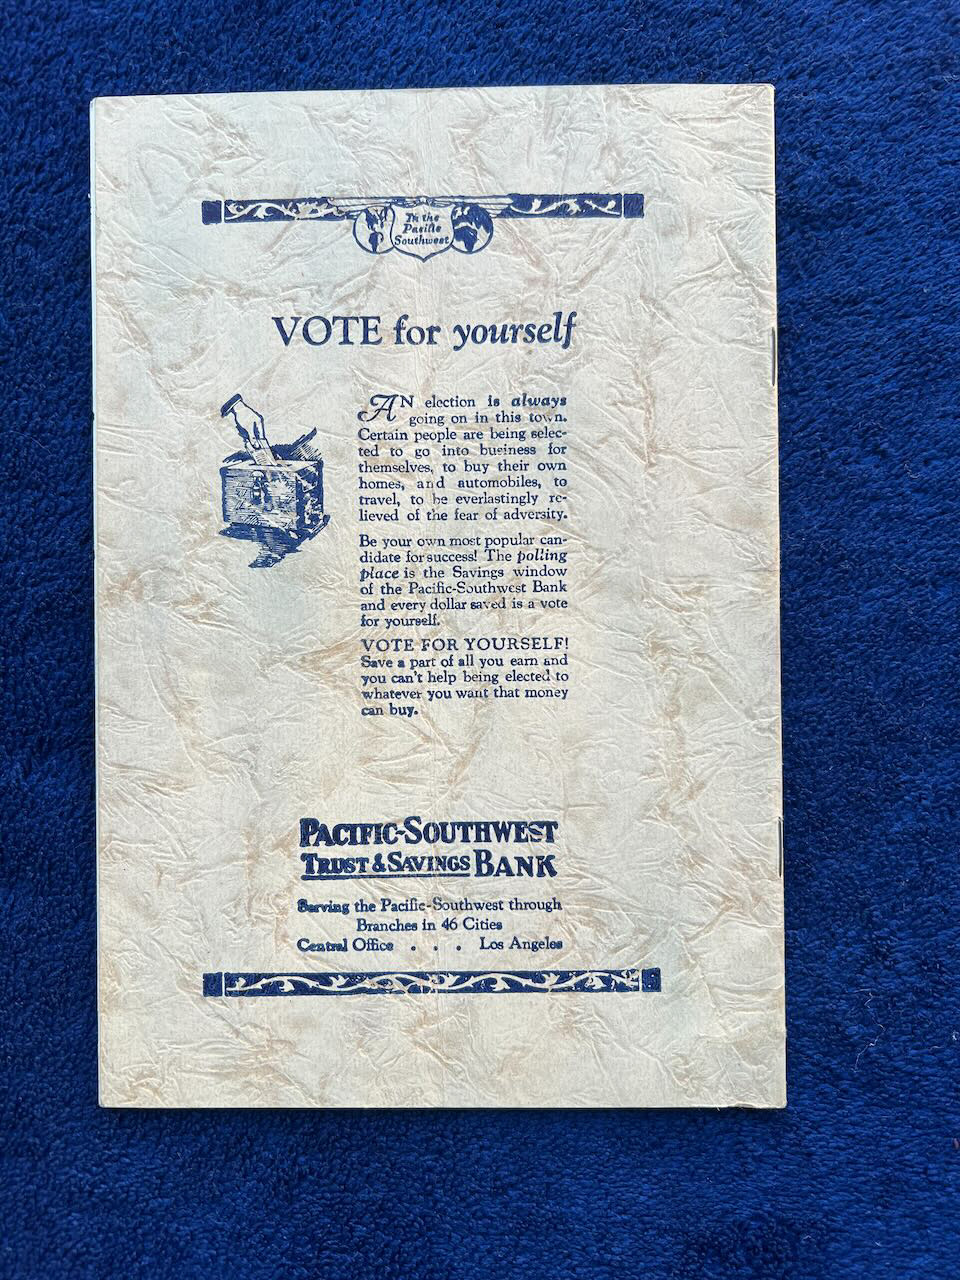 In the
Pacific
Southwest
VOTE for yourself
AN election is always
going on in this town.
Certain people are being selec-
ted to go into business for
themselves, to buy their own
homes, and automobiles, to
travel, to be everlastingly re-
lieved of the fear of adversity.
Be your own most popular can-
didate for success! The polling
place is the Savings window
of the Pacific-Southwest Bank
and every dollar saved is a vote
for yourself.
VOTE FOR YOURSELF!
Save a part of all you earn and
you can't help being elected to
whatever you want that money
can buy.
PACIFIC-SOUTHWEST
TRUST & SAVINGS BANK
Serving the Pacific-Southwest through
Branches in 46 Cities
Central Office . . . Los Angeles